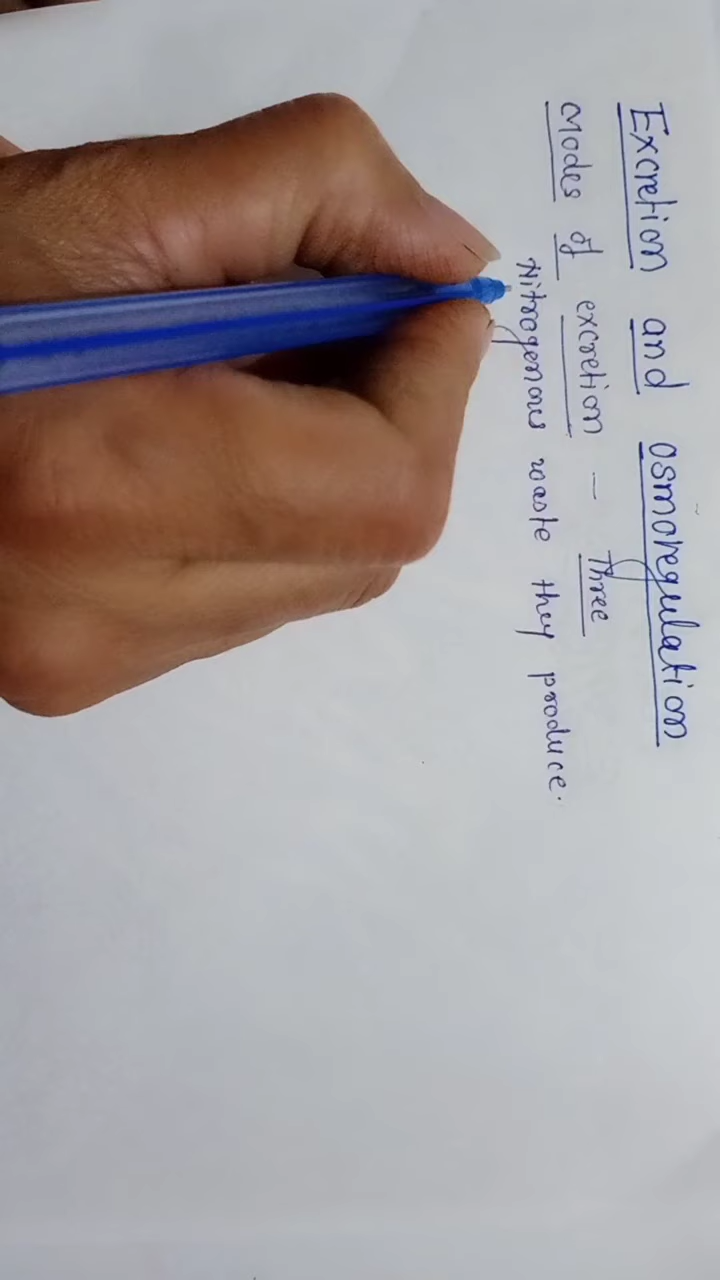 Excretion and osmoregulation
Modes of excretion - Three
Nitrogenous waste they produce.